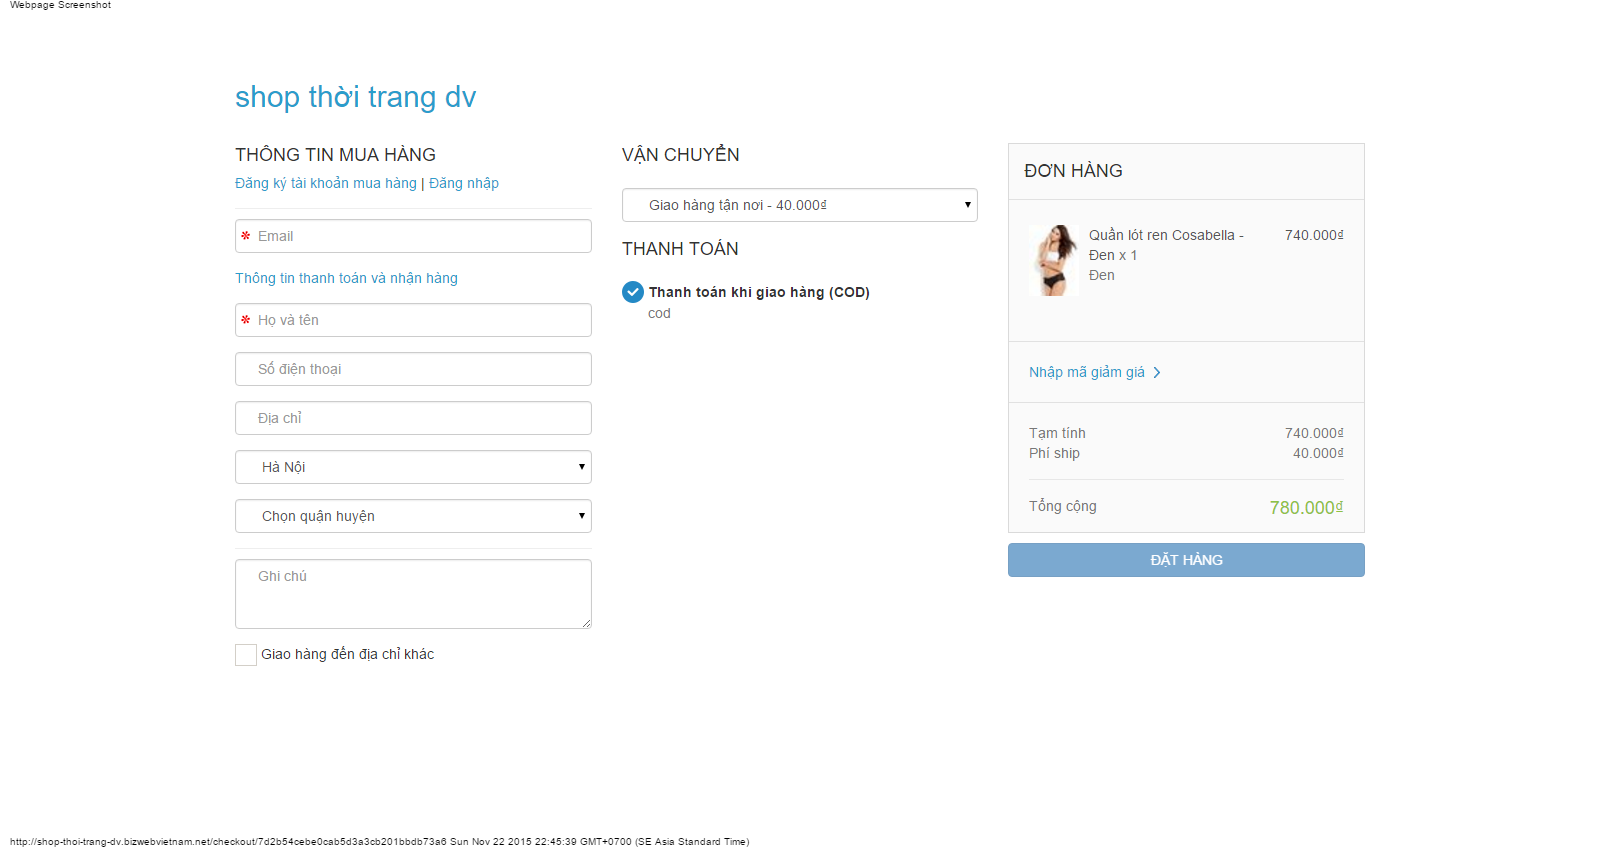 Webpage Screenshot
shop thời trang dv
THÔNG TIN MUA HÀNG
Đăng ký tài khoản mua hàng | Đăng nhập
* Email
Thông tin thanh toán và nhận hàng
* Họ và tên
Số điện thoại
Địa chỉ
Hà Nội
Chọn quận huyện
Ghi chú
Giao hàng đến địa chỉ khác
VẬN CHUYỂN
Giao hàng tận nơi - 40.000₫
THANH TOÁN
Thanh toán khi giao hàng (COD)
cod
ĐƠN HÀNG
Quần lót ren Cosabella - 740.000₫
Đen x 1
Đen
Nhập mã giảm giá
Tạm tính 740.000₫
Phí ship 40.000₫
Tổng cộng 780.000₫
ĐẶT HÀNG
http://shop-thoi-trang-dv.bizwebvietnam.net/checkout/7d2b54cebe0cab5d3a3cb201bbdb73a6 Sun Nov 22 2015 22:45:39 GMT+0700 (SE Asia Standard Time)